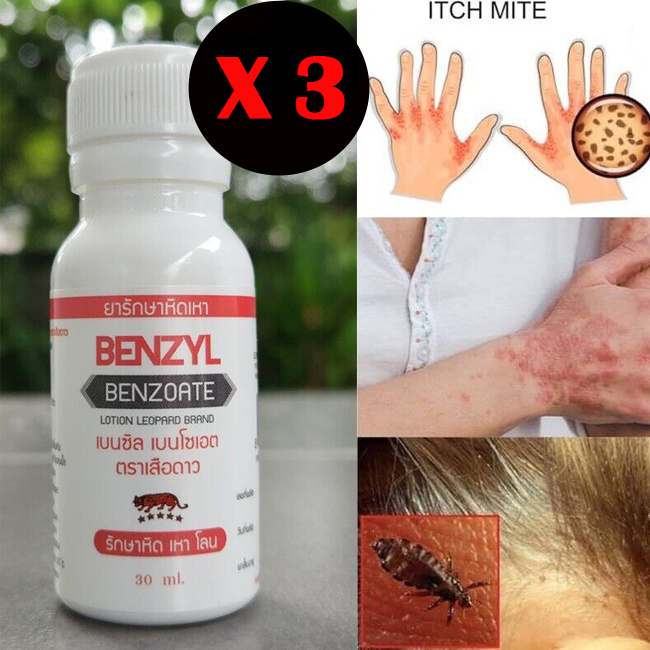 X 3
ITCH MITE
ยารักษาหิดเหา
BENZYL
BENZOATE
LOTION LEOPARD BRAND
เบนซิล เบนโซเอต
ตราเสือดาว
รักษาหิด เหา โลน
30 ml.